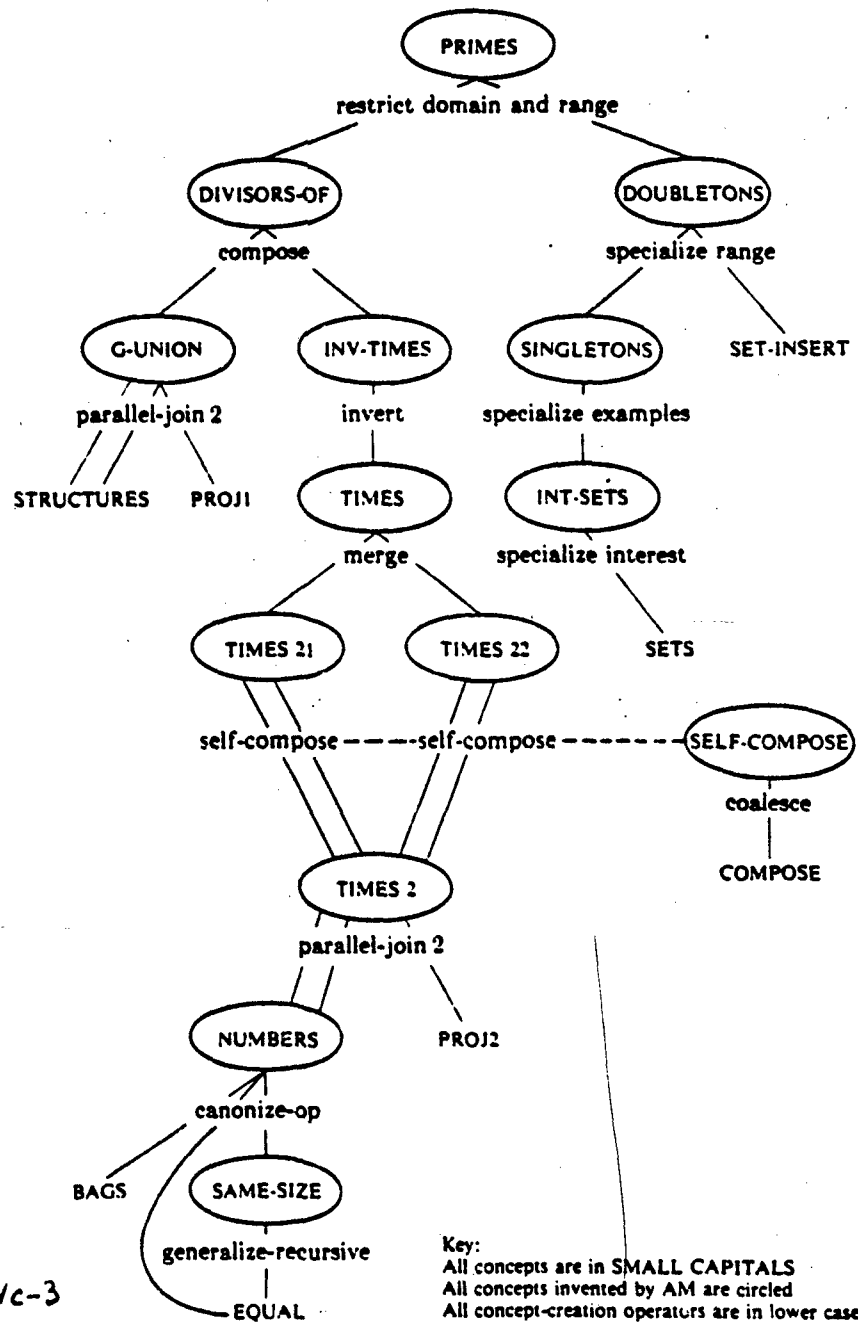 PRIMES
restrict domain and range
DIVISORS-OF
DOUBLETONS
compose
specialize range
G-UNION
INV-TIMES
SINGLETONS
SET-INSERT
parallel-join 2
invert
specialize examples
STRUCTURES
PROJ1
TIMES
INT-SETS
merge
specialize interest
TIMES 21
TIMES 22
SETS
self-compose
self-compose
SELF-COMPOSE
coalesce
COMPOSE
TIMES 2
parallel-join 2
NUMBERS
PROJ2
canonize-op
BAGS
SAME-SIZE
generalize-recursive
EQUAL
Key:
All concepts are in SMALL CAPITALS
All concepts invented by AM are circled
All concept-creation operators are in lower case